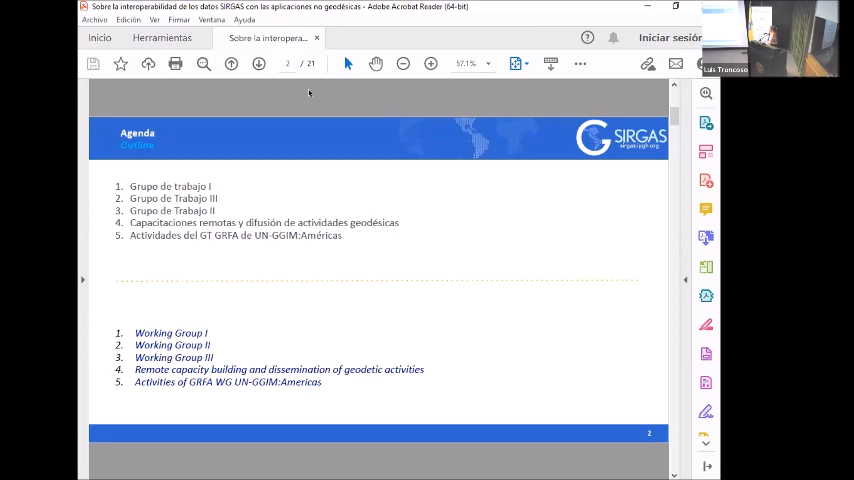 Sobre la interoperabilidad de los datos SIRGAS con las aplicaciones no geodésicas - Adobe Acrobat Reader (64-bit)
Archivo Edición Ver Firmar Ventana Ayuda
Inicio Herramientas Sobre la interopera... × Iniciar sesión
2 / 21 57.1%
Luis Troncoso
Agenda
Outline
SIRGAS
sirgas.ipgh.org
1. Grupo de trabajo I
2. Grupo de Trabajo III
3. Grupo de Trabajo II
4. Capacitaciones remotas y difusión de actividades geodésicas
5. Actividades del GT GRFA de UN-GGIM:Américas
1. Working Group I
2. Working Group II
3. Working Group III
4. Remote capacity building and dissemination of geodetic activities
5. Activities of GRFA WG UN-GGIM:Americas
2